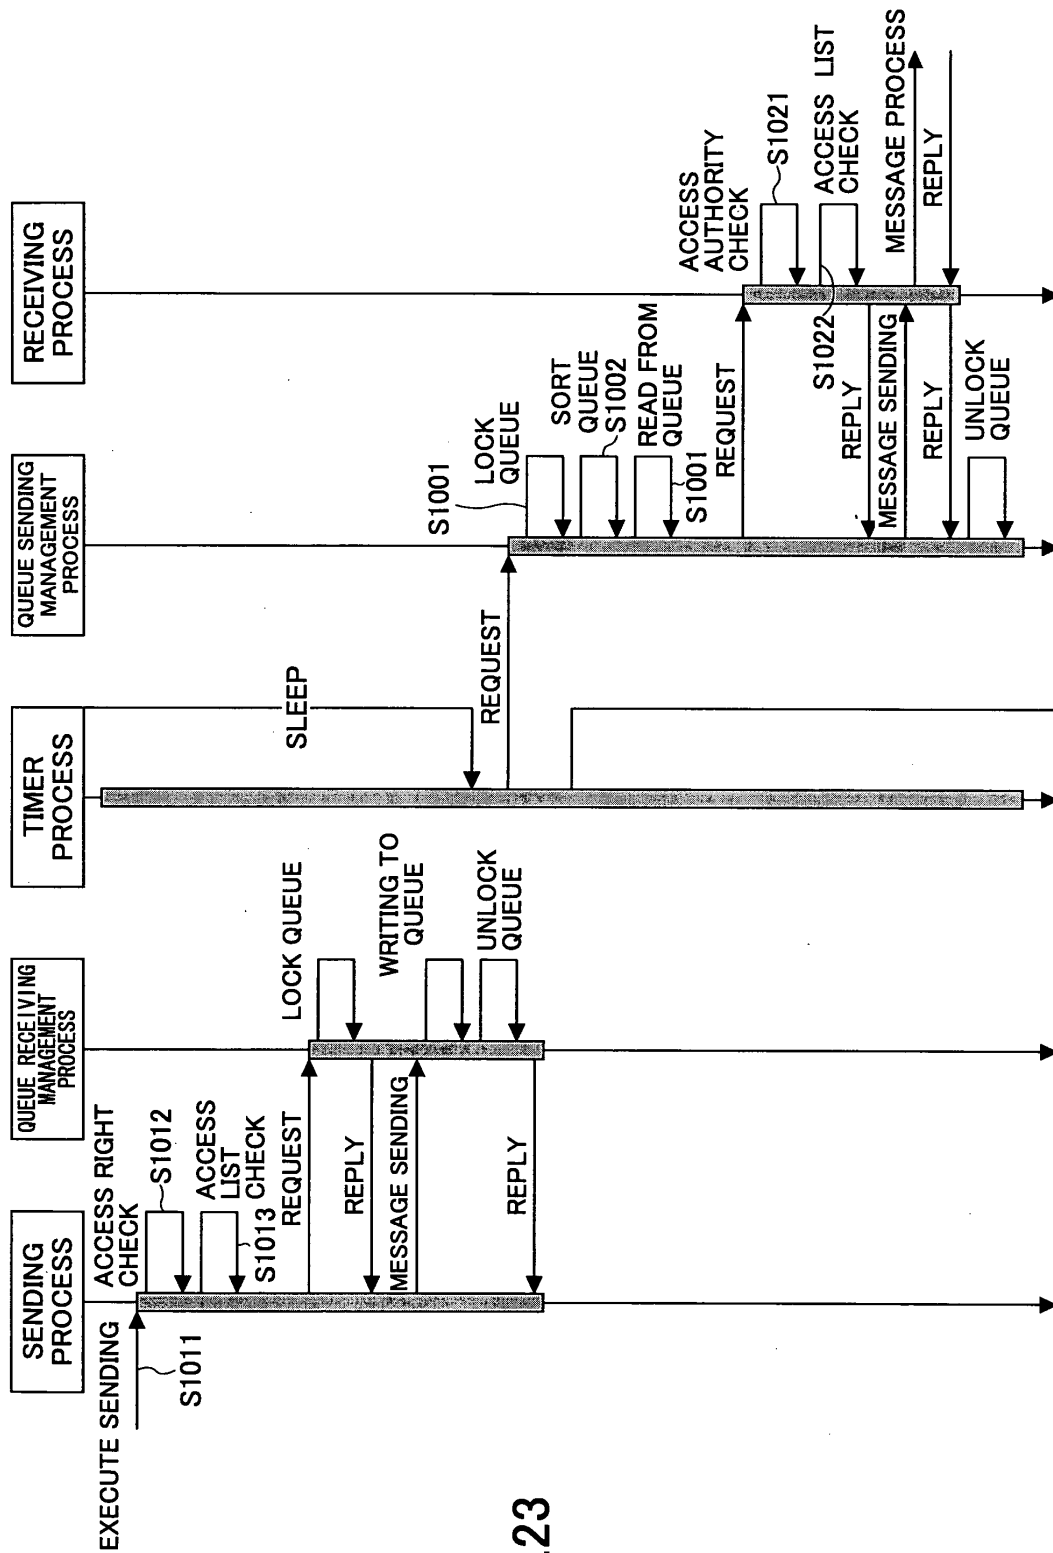 SENDING
PROCESS
QUEUE RECEIVING
MANAGEMENT
PROCESS
TIMER
PROCESS
QUEUE SENDING
MANAGEMENT
PROCESS
RECEIVING
PROCESS
EXECUTE SENDING
S1011
ACCESS RIGHT
CHECK
S1012
ACCESS
LIST CHECK
S1013
REQUEST
LOCK QUEUE
REPLY
MESSAGE SENDING
WRITING TO
QUEUE
UNLOCK
QUEUE
REPLY
SLEEP
REQUEST
S1001
LOCK
QUEUE
SORT
QUEUE
S1002
READ FROM
QUEUE
S1001
REQUEST
ACCESS
AUTHORITY
CHECK
S1021
ACCESS LIST
CHECK
S1022
REPLY
MESSAGE SENDING
MESSAGE PROCESS
REPLY
REPLY
UNLOCK
QUEUE
.23